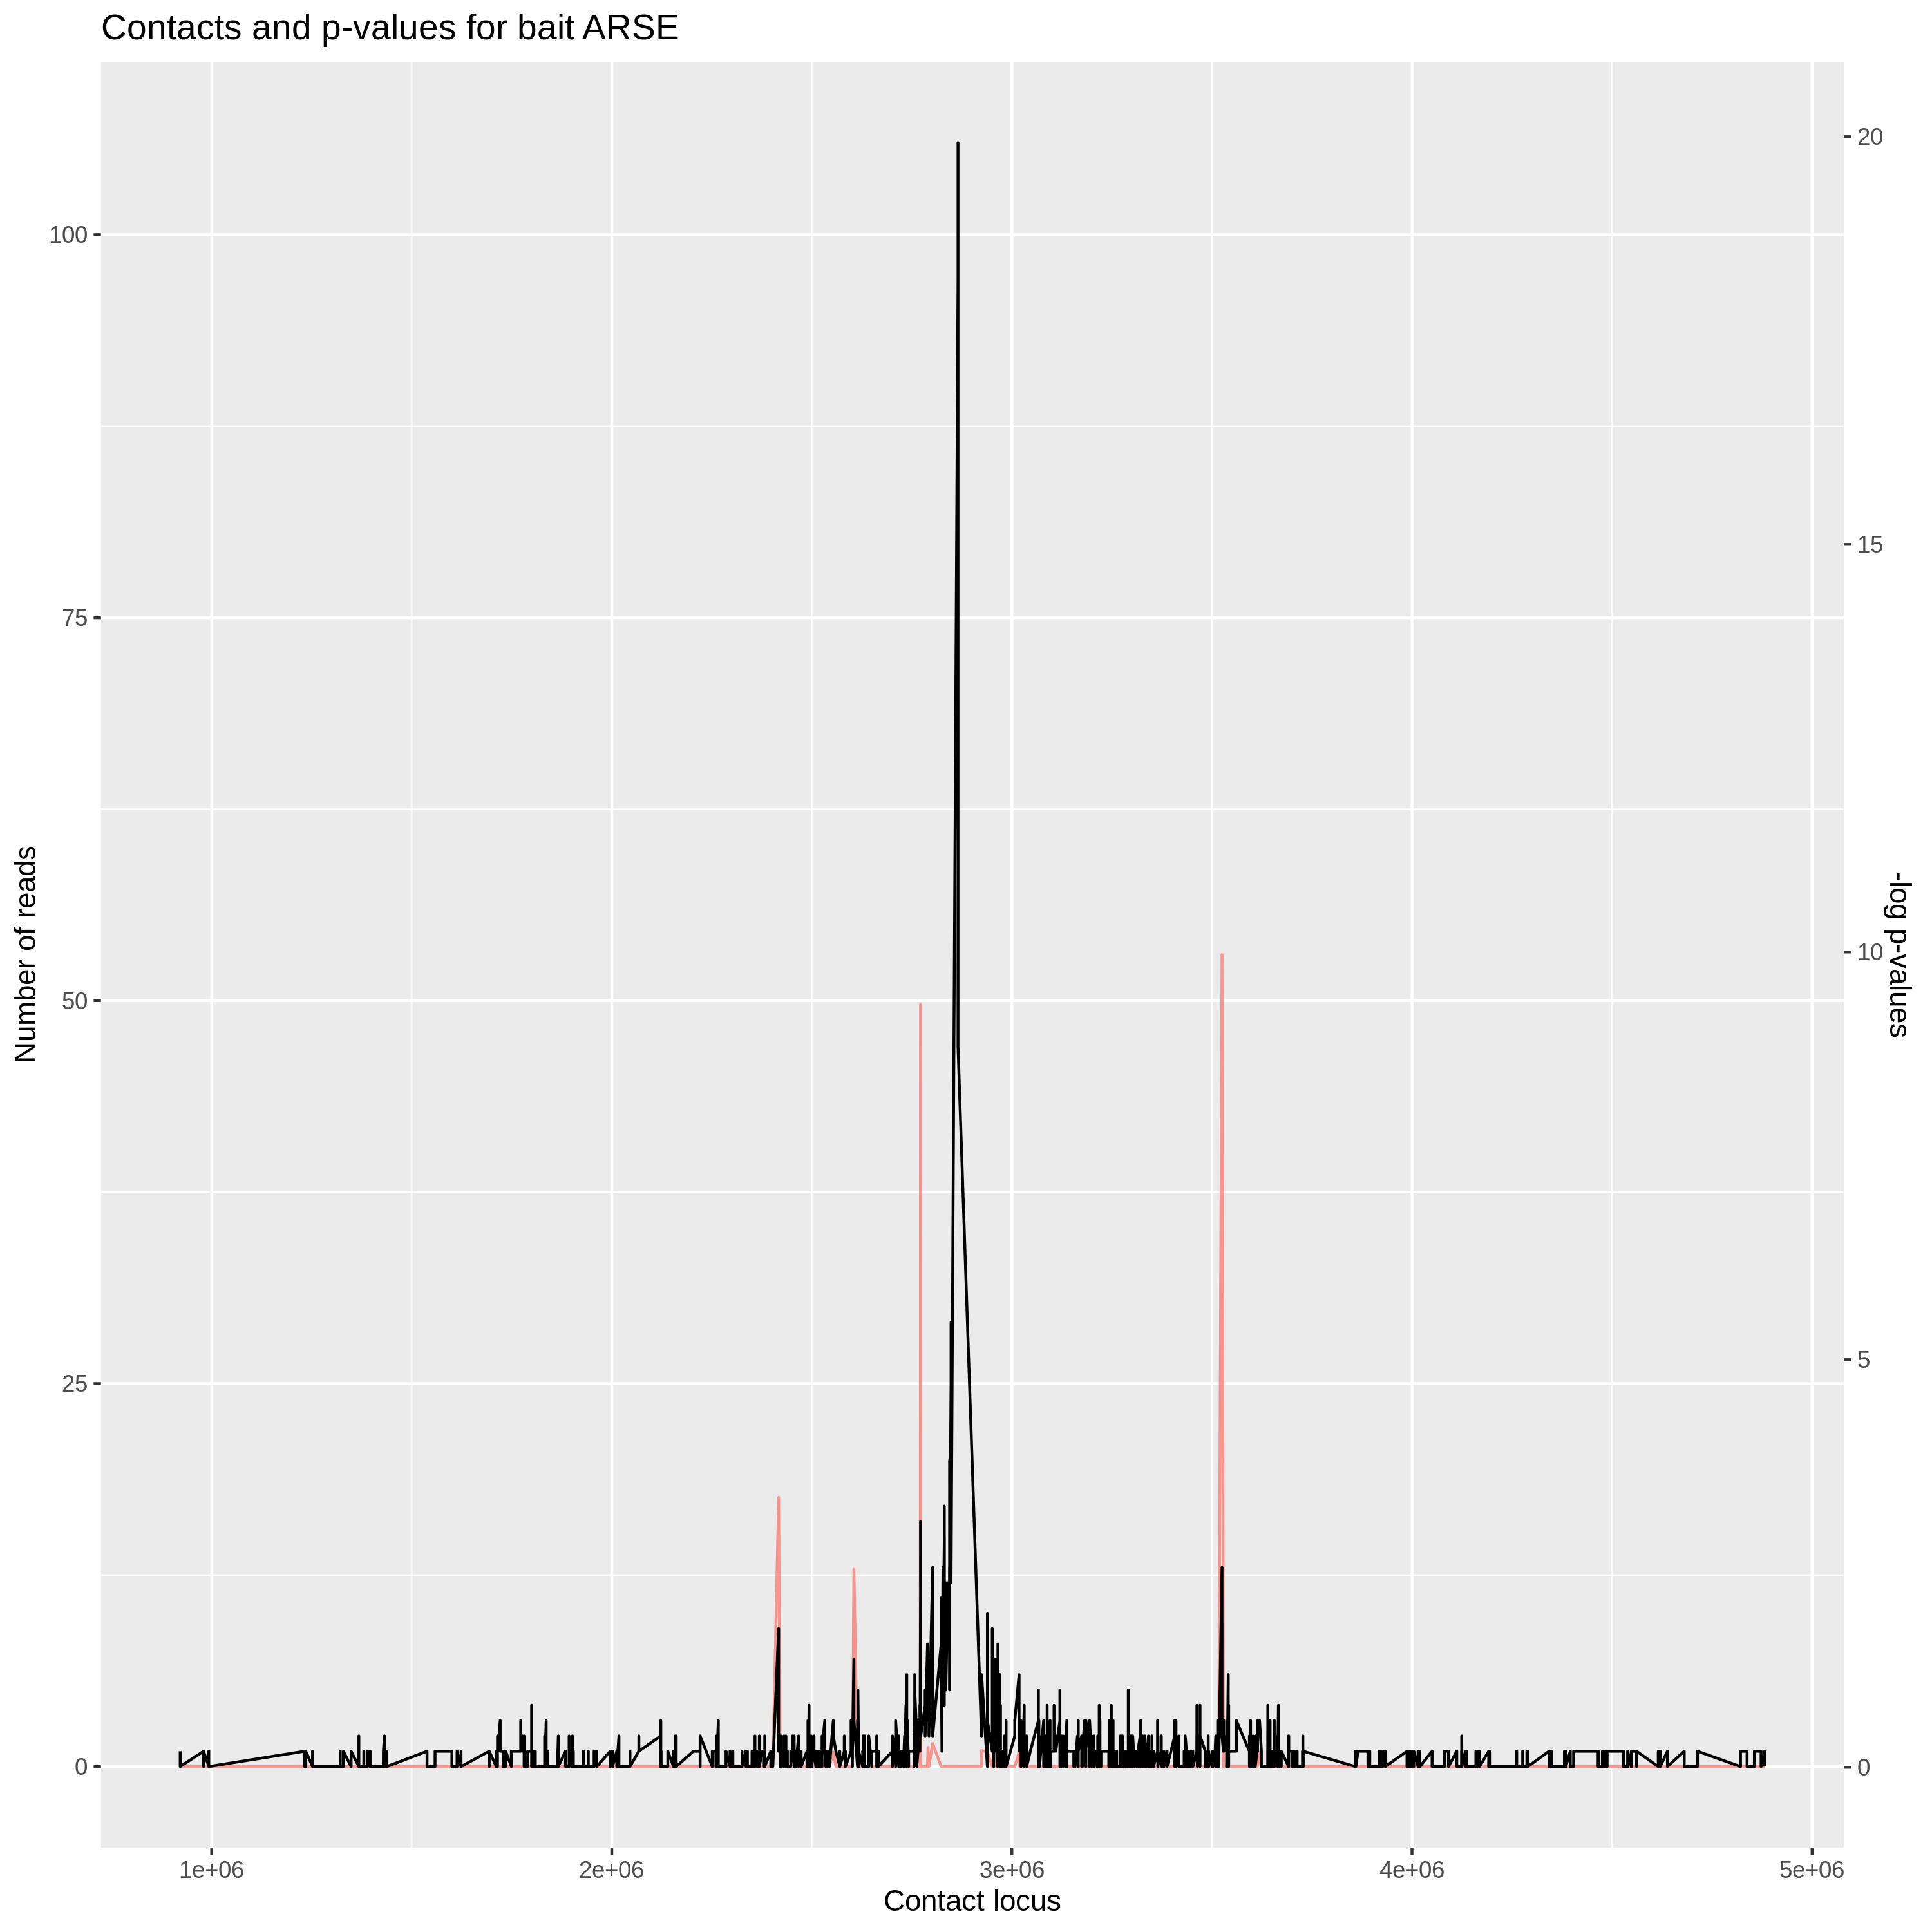 Contacts and p-values for bait ARSE
100
75
50
25
0
Number of reads
20
15
10
5
0
-log p-values
1e+06 2e+06 3e+06 4e+06 5e+06
Contact locus